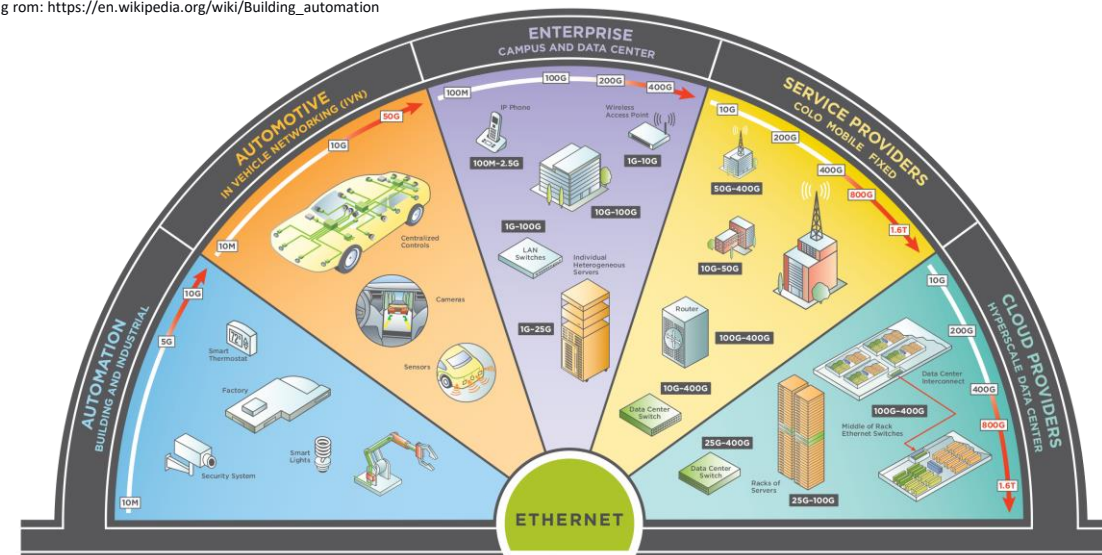 g rom: https://en.wikipedia.org/wiki/Building_automation
AUTOMATION
BUILDING AND INDUSTRIAL
10M
5G
10G
Smart
Thermostat
Factory
Security System
Smart
Lights
AUTOMOTIVE
IN VEHICLE NETWORKING (IVN)
10M
10G
50G
Centralized
Controls
Cameras
Sensors
ENTERPRISE
CAMPUS AND DATA CENTER
100M
100G
200G
400G
IP Phone
100M-2.5G
Wireless
Access Point
1G-10G
10G-100G
1G-100G
LAN
Switches
Individual
Heterogeneous
Servers
1G-25G
SERVICE PROVIDERS
COLO MOBILE FIXED
10G
200G
400G
800G
1.6T
50G-400G
10G-50G
Router
100G-400G
10G-400G
Data Center
Switch
CLOUD PROVIDERS
HYPERSCALE DATA CENTER
10G
200G
400G
800G
1.6T
Data Center
Interconnect
100G-400G
Middle of Rack
Ethernet Switches
25G-400G
Data Center
Switch
Racks of
Servers
25G-100G
ETHERNET